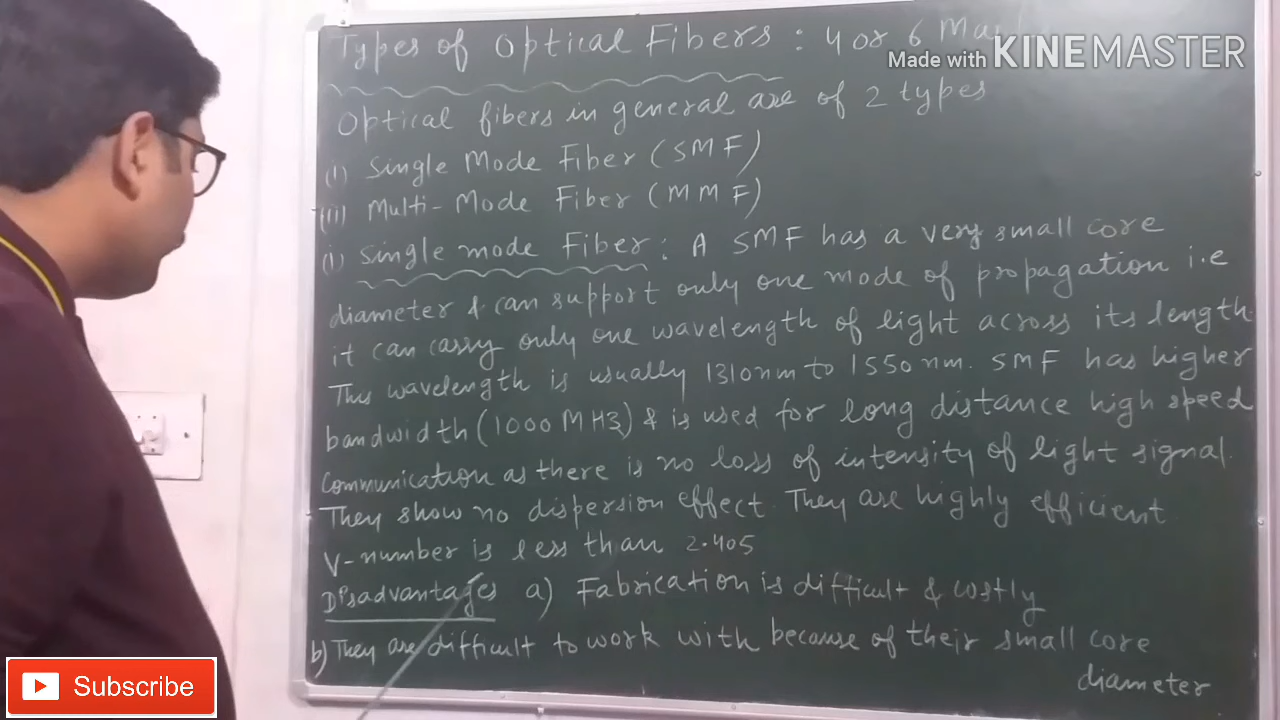 Types of Optical Fibers : 4 or 6
Made with KINEMASTER
Optical fibers in general are of 2 types
(i) Single Mode Fiber (SMF)
(ii) Multi-Mode Fiber (MMF)
(i) Single mode Fiber : A SMF has a very small core
diameter & can support only one mode of propagation i.e
it can carry only one wavelength of light across its length.
This wavelength is usually 1310nm to 1550nm. SMF has higher
bandwidth (1000 MHz) & is used for long distance high speed
Communication as there is no loss of intensity of light signal.
They show no dispersion effect. They are highly efficient.
V-number is less than 2.405
Disadvantages a) Fabrication is difficult & costly
b) They are difficult to work with because of their small core
diameter
Subscribe